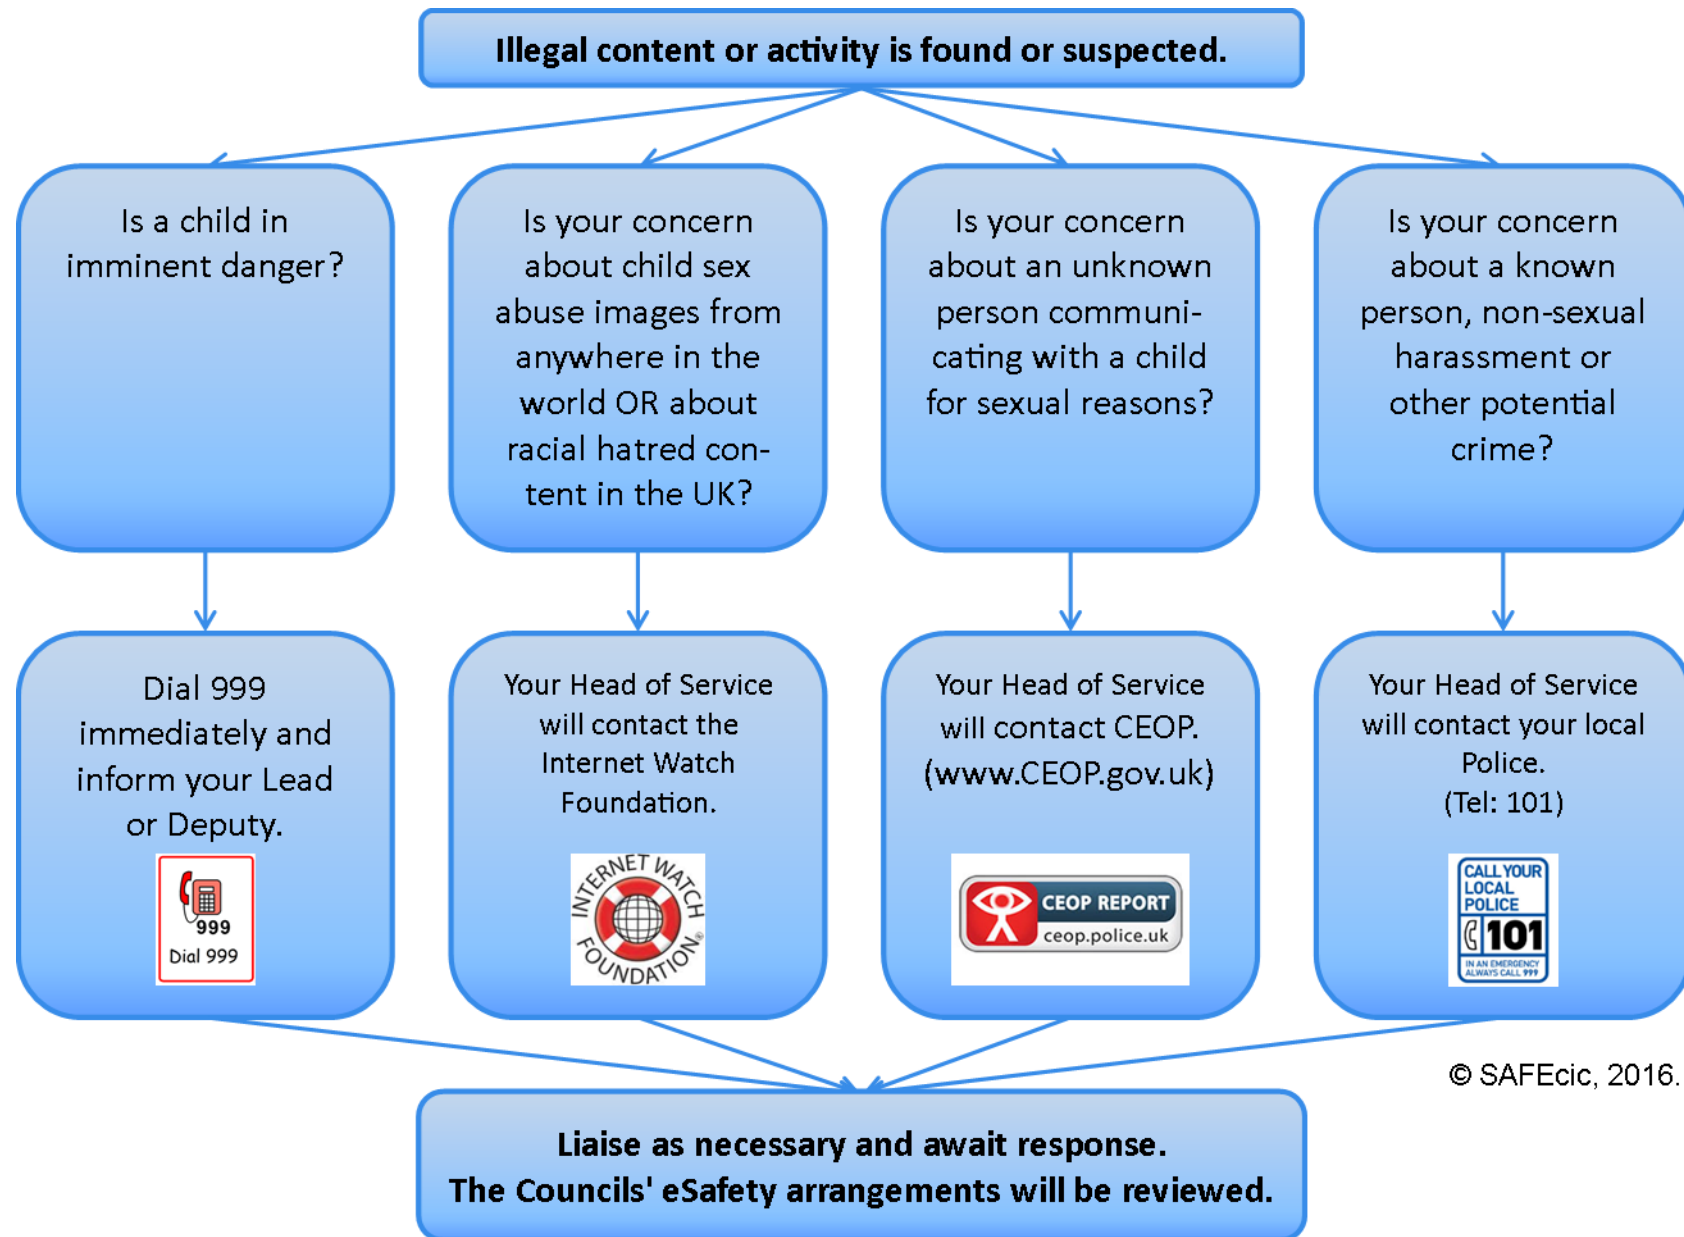 Illegal content or activity is found or suspected.
Is a child in
imminent danger?
Is your concern
about child sex
abuse images from
anywhere in the
world OR about
racial hatred con-
tent in the UK?
Is your concern
about an unknown
person communi-
cating with a child
for sexual reasons?
Is your concern
about a known
person, non-sexual
harassment or
other potential
crime?
Dial 999
immediately and
inform your Lead
or Deputy.
999
Dial 999
Your Head of Service
will contact the
Internet Watch
Foundation.
INTERNET WATCH
FOUNDATION®
Your Head of Service
will contact CEOP.
(www.CEOP.gov.uk)
CEOP REPORT
ceop.police.uk
Your Head of Service
will contact your local
Police.
(Tel: 101)
CALL YOUR
LOCAL
POLICE
101
IN AN EMERGENCY
ALWAYS CALL 999
© SAFEcic, 2016.
Liaise as necessary and await response.
The Councils' eSafety arrangements will be reviewed.